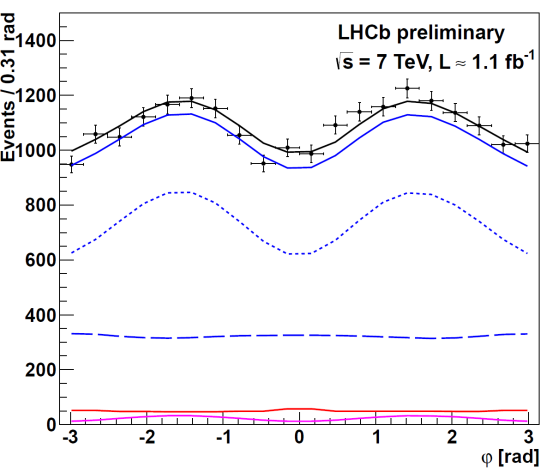 LHCb preliminary
√s = 7 TeV, L ≈ 1.1 fb⁻¹
Events / 0.31 rad
1400
1200
1000
800
600
400
200
0
-3 -2 -1 0 1 2 3
φ [rad]